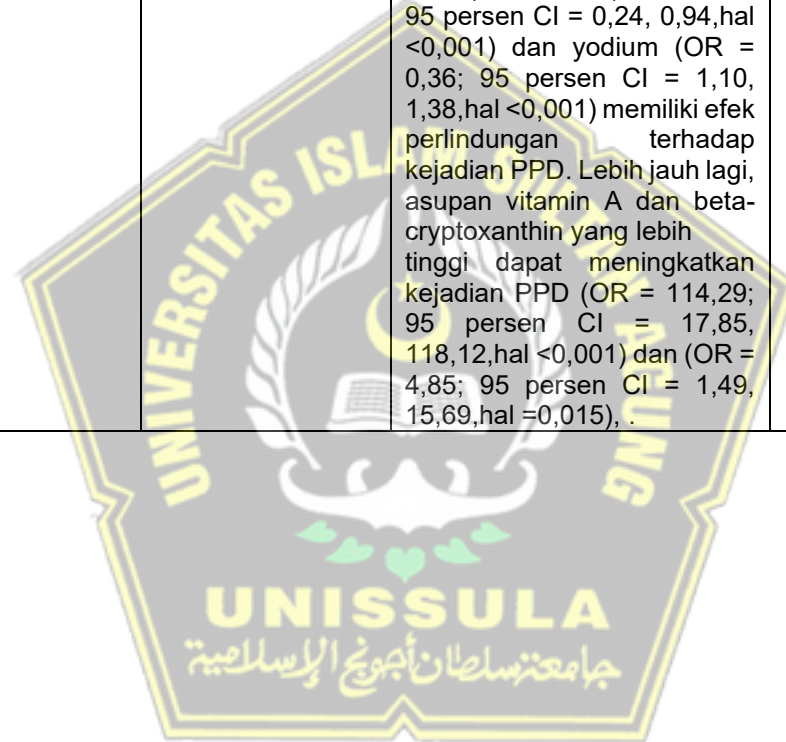 95 persen CI = 0,24, 0,94,hal
<0,001) dan yodium (OR =
0,36; 95 persen CI = 1,10,
1,38,hal <0,001) memiliki efek
perlindungan terhadap
kejadian PPD. Lebih jauh lagi,
asupan vitamin A dan beta-
cryptoxanthin yang lebih
tinggi dapat meningkatkan
kejadian PPD (OR = 114,29;
95 persen CI = 17,85,
118,12,hal <0,001) dan (OR =
4,85; 95 persen CI = 1,49,
15,69,hal =0,015), .
UNIVERSITAS ISLAM SULTAN AGUNG
UNISSULA
جامعة سلطان أجونج الإسلامية